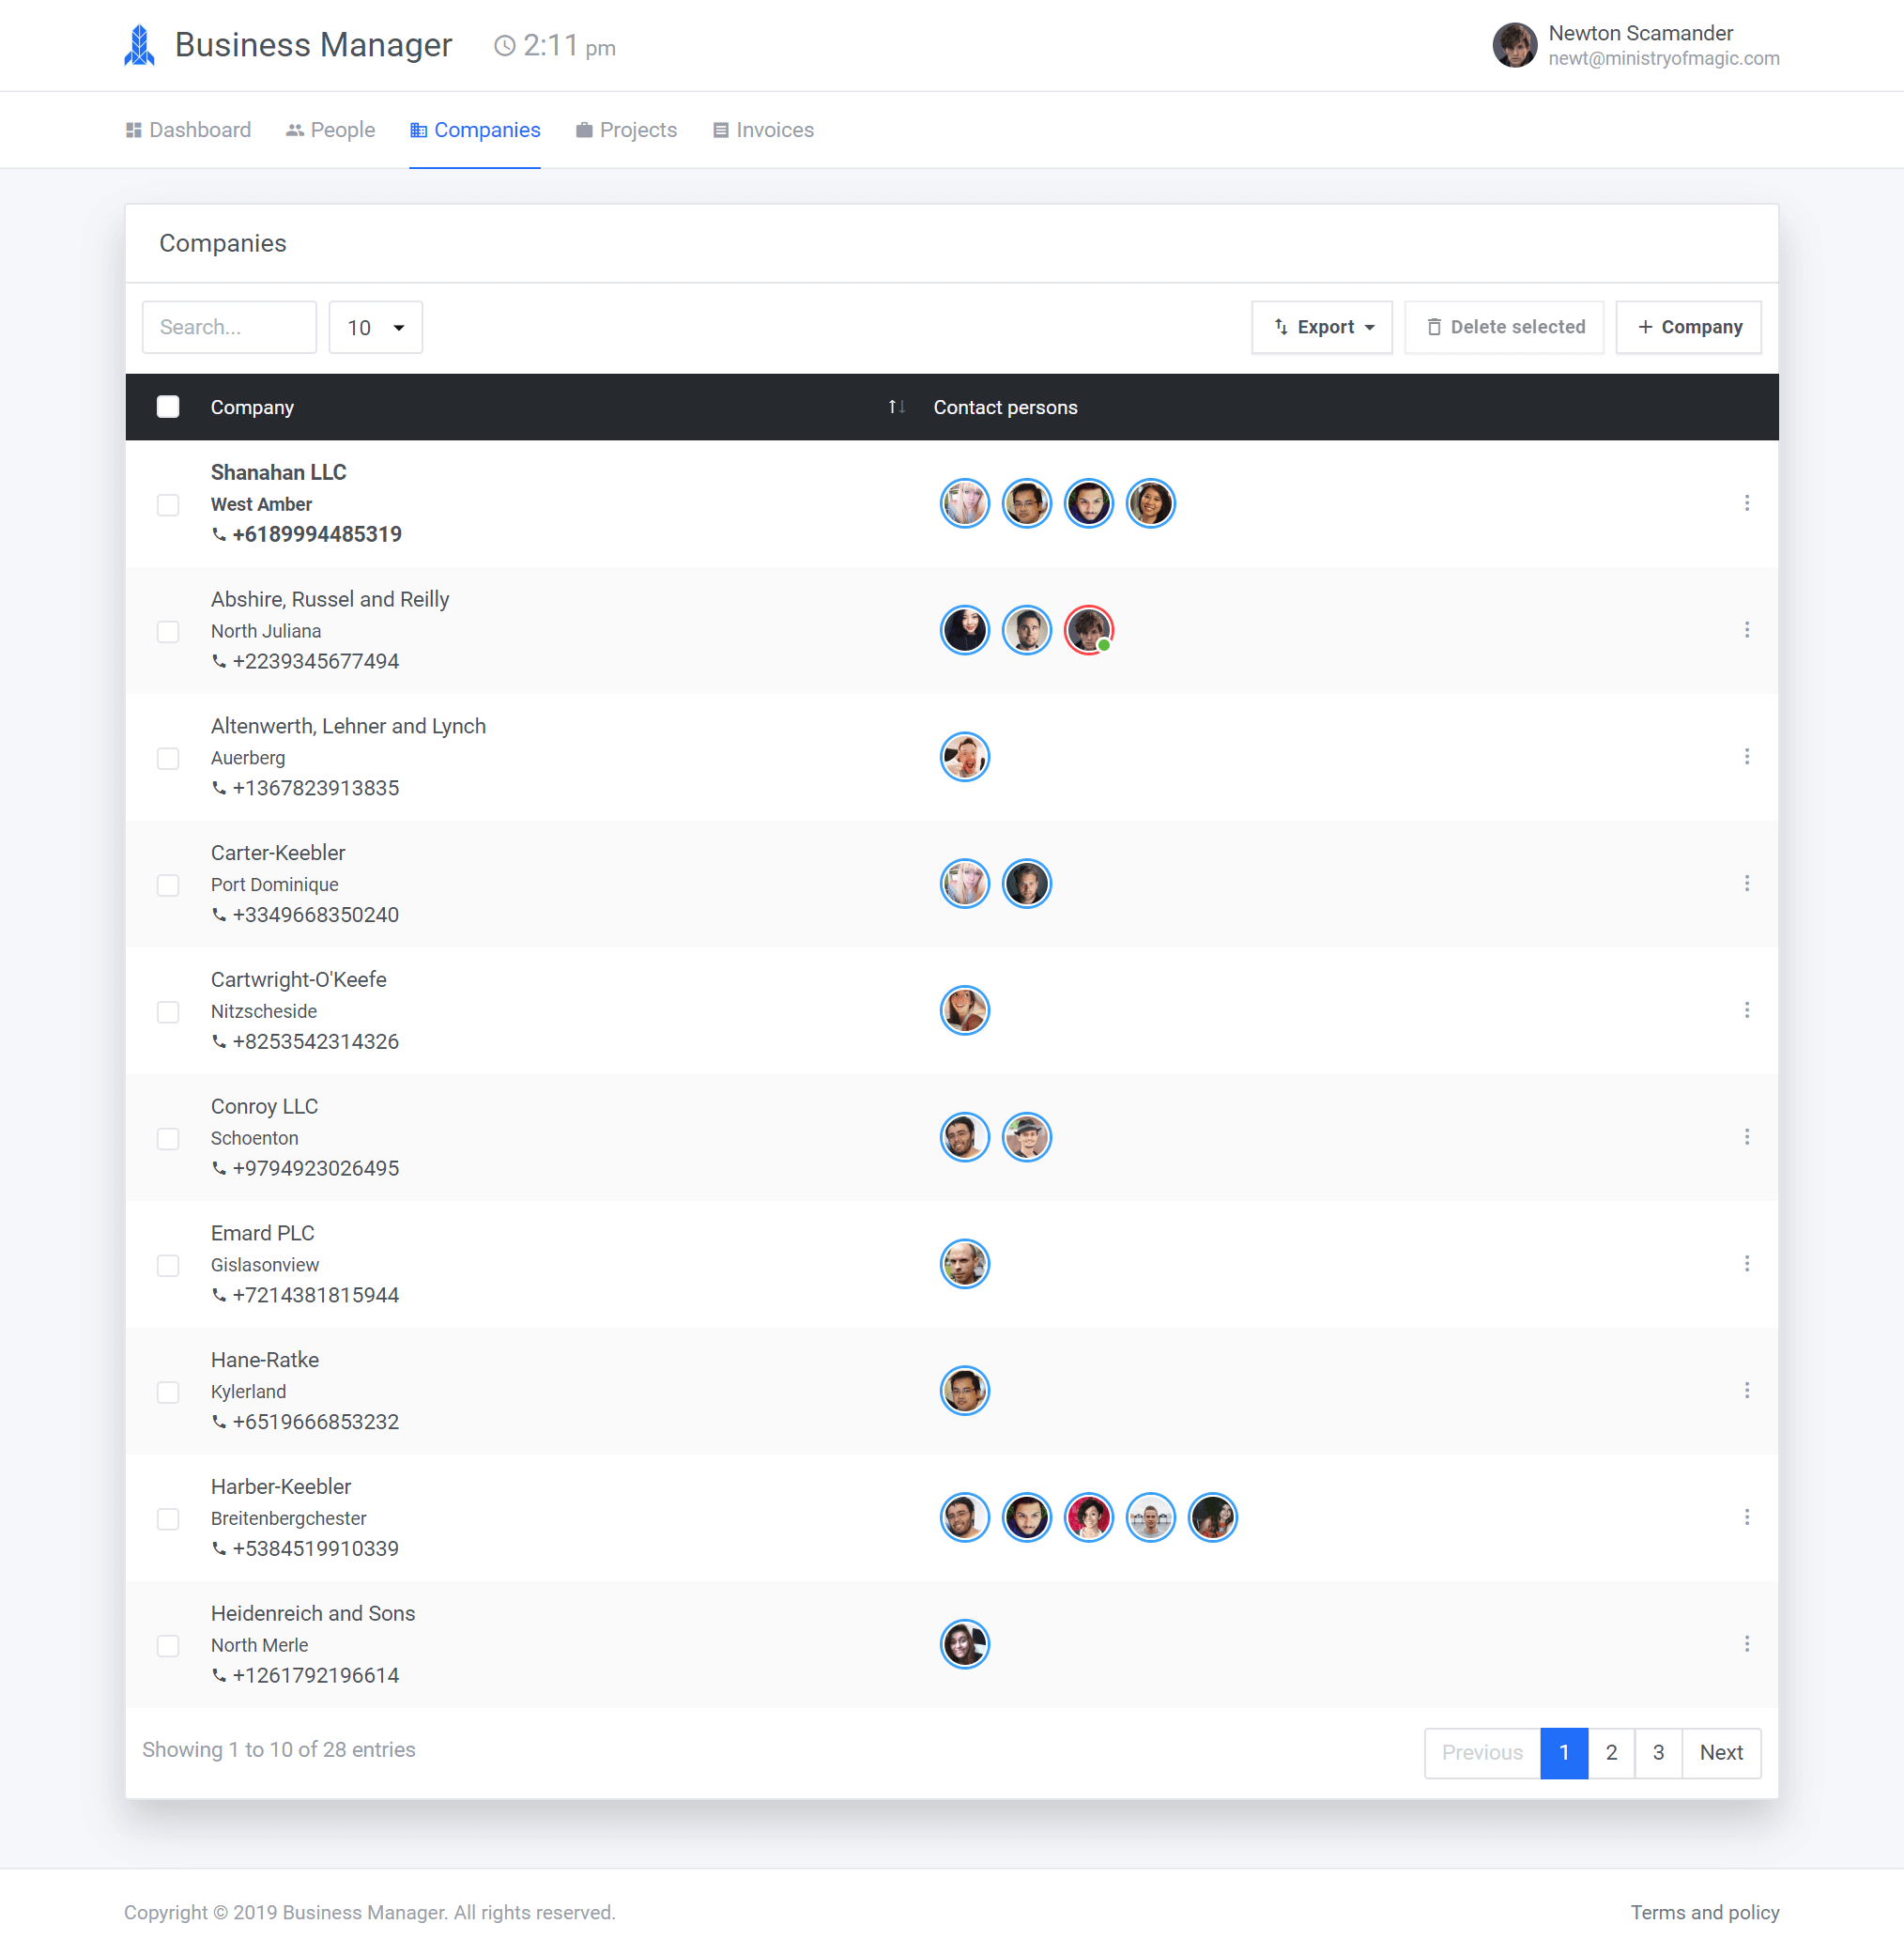 Business Manager
2:11 pm
Newton Scamander
newt@ministryofmagic.com
Dashboard People Companies Projects Invoices
Companies
Search... 10 Export Delete selected + Company
Company Contact persons
Shanahan LLC
West Amber
+6189994485319
Abshire, Russel and Reilly
North Juliana
+2239345677494
Altenwerth, Lehner and Lynch
Auerberg
+1367823913835
Carter-Keebler
Port Dominique
+3349668350240
Cartwright-O'Keefe
Nitzscheside
+8253542314326
Conroy LLC
Schoenton
+9794923026495
Emard PLC
Gislasonview
+7214381815944
Hane-Ratke
Kylerland
+6519666853232
Harber-Keebler
Breitenbergchester
+5384519910339
Heidenreich and Sons
North Merle
+1261792196614
Showing 1 to 10 of 28 entries
Previous 1 2 3 Next
Copyright © 2019 Business Manager. All rights reserved.
Terms and policy